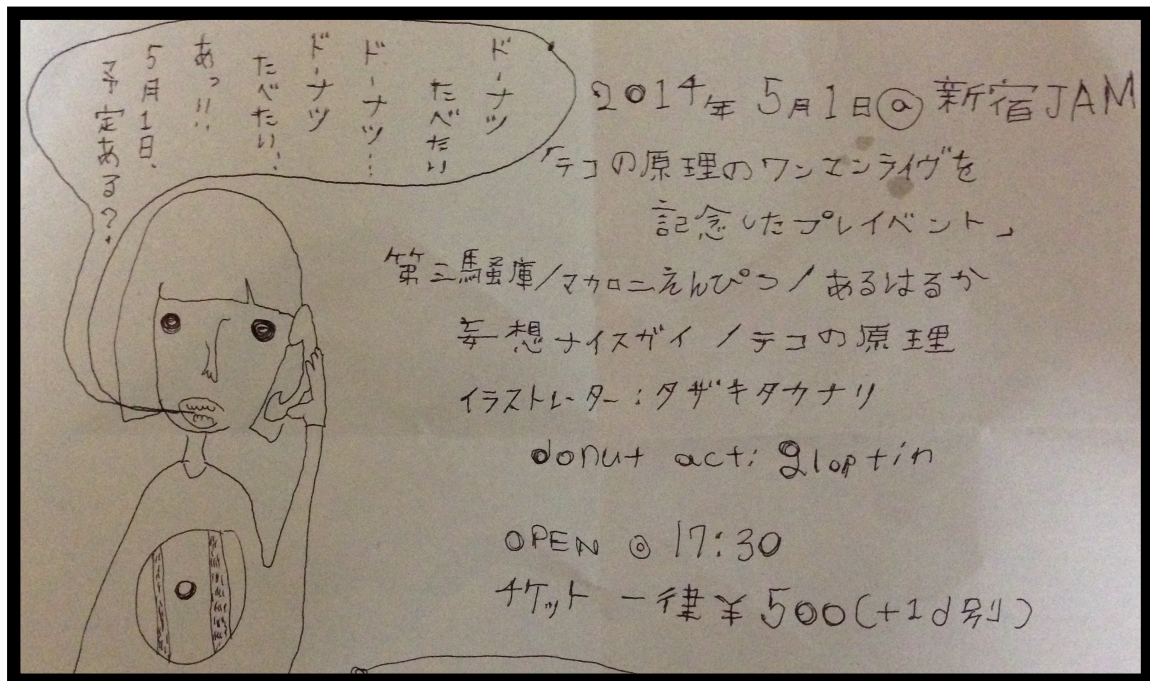 ドーナツ
たべたい
ドーナツ…
ドーナツ
たべたい…
あっ!!
5月1日、
予定ある?
2014年 5月1日@新宿JAM
「テコの原理のワンマンライヴを
記念したプレイベント」
第三騒庫/マカロニえんぴつ/あるはるか
妄想ナイスガイ/テコの原理
イラストレーター:タザキタカナリ
donut act: gloptin
OPEN @ 17:30
チケット 一律¥500(+1d別)